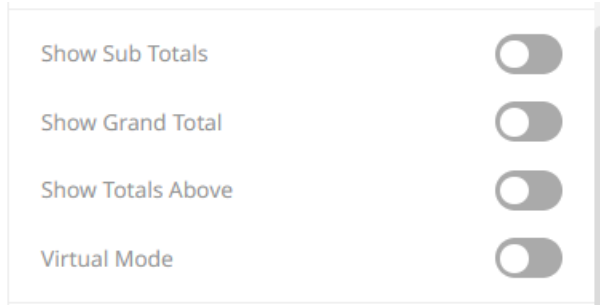 Show Sub Totals
Show Grand Total
Show Totals Above
Virtual Mode